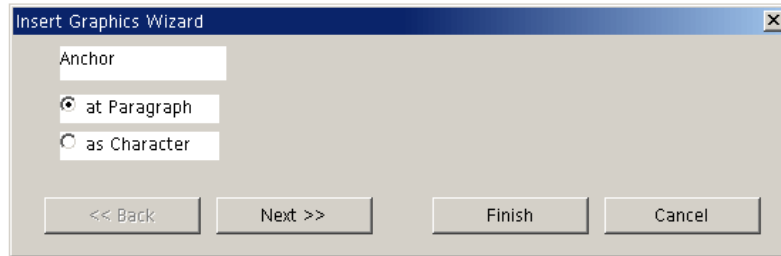 Insert Graphics Wizard
Anchor
at Paragraph
as Character
<< Back Next >> Finish Cancel